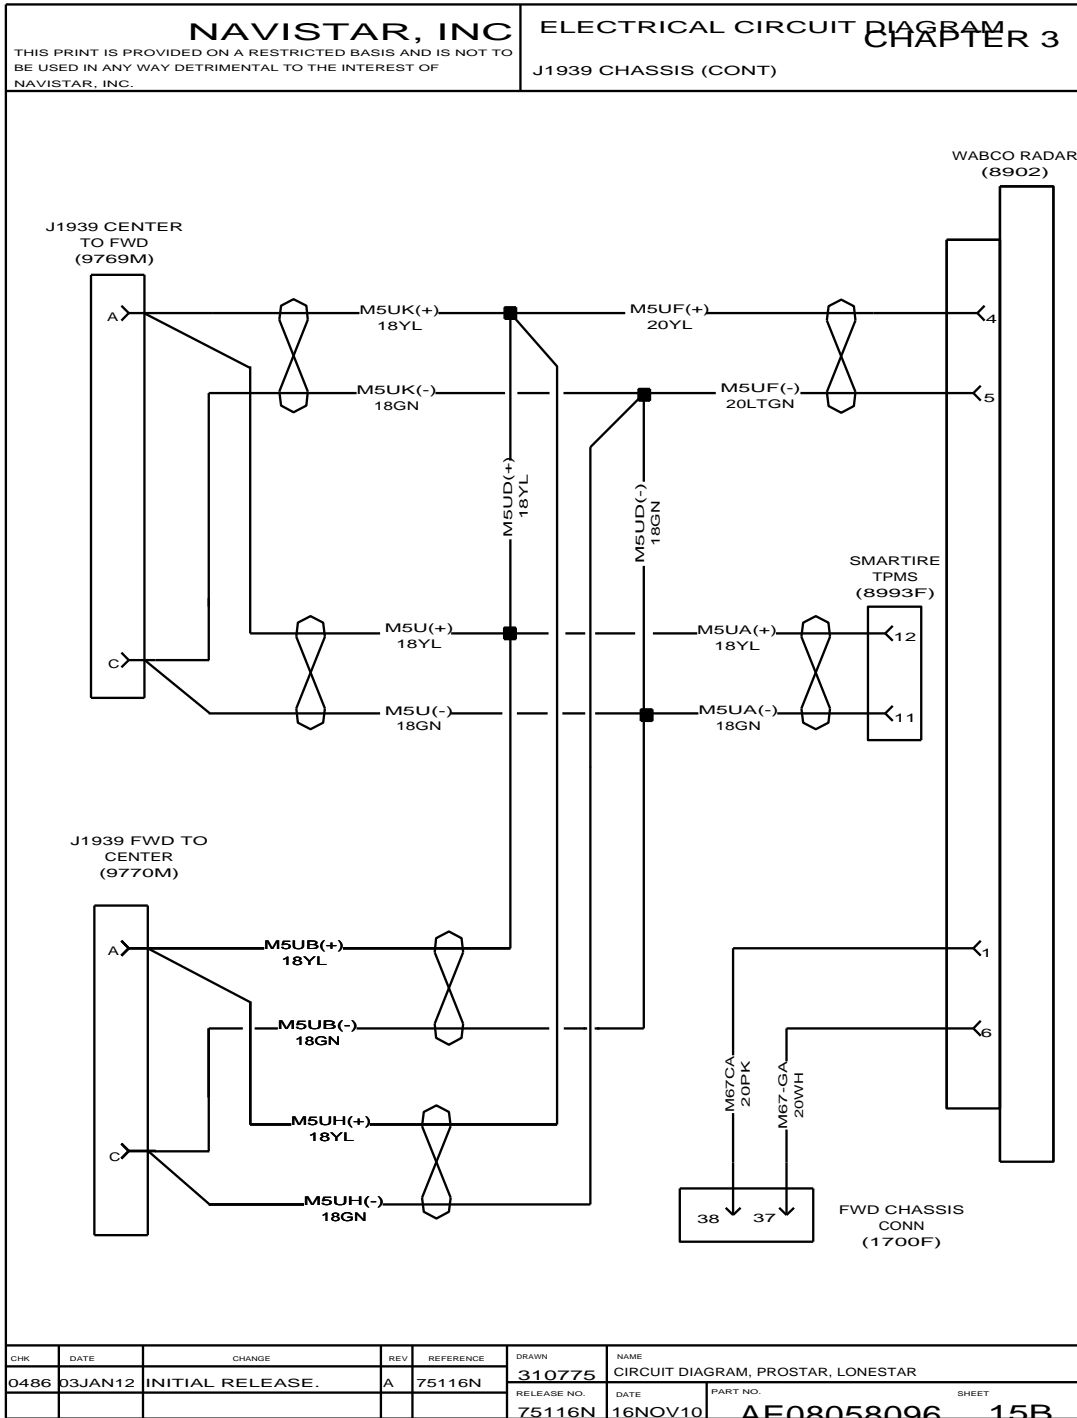 NAVISTAR, INC
THIS PRINT IS PROVIDED ON A RESTRICTED BASIS AND IS NOT TO
BE USED IN ANY WAY DETRIMENTAL TO THE INTEREST OF
NAVISTAR, INC.
ELECTRICAL CIRCUIT DIAGRAM
CHAPTER 3
J1939 CHASSIS (CONT)
WABCO RADAR
(8902)
J1939 CENTER
TO FWD
(9769M)
A
M5UK(+)
18YL
M5UF(+)
20YL
4
M5UK(-)
18GN
M5UF(-)
20LTGN
5
M5UD(+)
18YL
M5UD(-)
18GN
SMARTIRE
TPMS
(8993F)
M5U(+)
18YL
M5UA(+)
18YL
12
C
M5U(-)
18GN
M5UA(-)
18GN
11
J1939 FWD TO
CENTER
(9770M)
A
M5UB(+)
18YL
1
M5UB(-)
18GN
6
M67CA
20PK
M67-GA
20WH
M5UH(+)
18YL
C
M5UH(-)
18GN
38
37
FWD CHASSIS
CONN
(1700F)
CHK
DATE
CHANGE
REV
REFERENCE
DRAWN
NAME
0486
03JAN12
INITIAL RELEASE.
A
75116N
310775
CIRCUIT DIAGRAM, PROSTAR, LONESTAR
RELEASE NO.
DATE
PART NO.
SHEET
75116N
16NOV10
AE08058096
15B